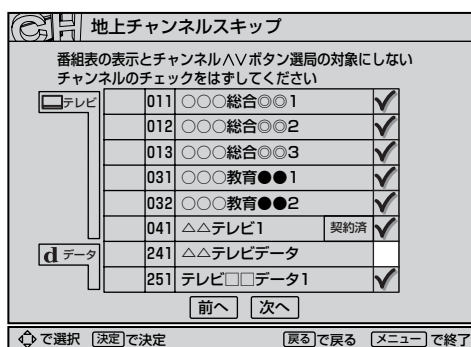 CH 地上チャンネルスキップ
番組表の表示とチャンネル∧∨ボタン選局の対象にしない
チャンネルのチェックをはずしてください
テレビ
011 ○○○総合◎◎1
012 ○○○総合◎◎2
013 ○○○総合◎◎3
031 ○○○教育●●1
032 ○○○教育●●2
041 △△テレビ1 契約済
d データ
241 △△テレビデータ
251 テレビ□□データ1
前へ 次へ
で選択 決定で決定 戻るで戻る メニューで終了